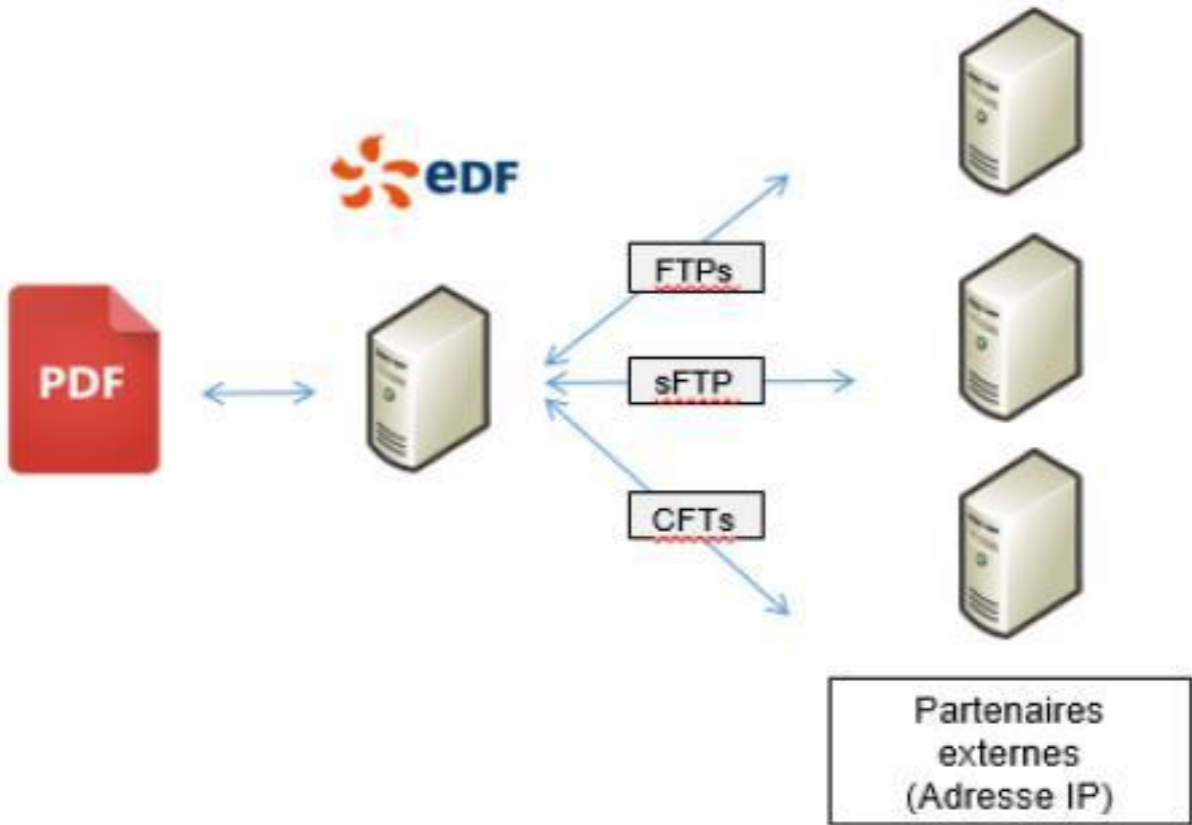 eDF
FTPs
PDF
sFTP
CFTs
Partenaires
externes
(Adresse IP)